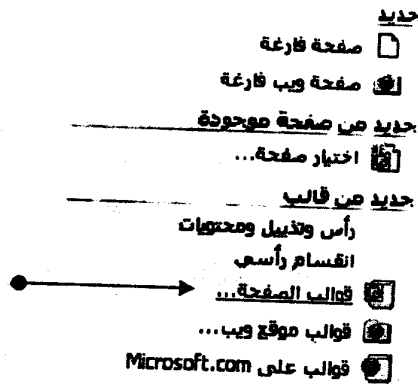 جديد
صفحة فارغة
صفحة ويب فارغة
جديد من صفحة موجودة
اختيار صفحة...
جديد من قالب
رأس وتذييل ومحتويات
انقسام رأسي
قوالب الصفحة...
قوالب موقع ويب...
قوالب على Microsoft.com